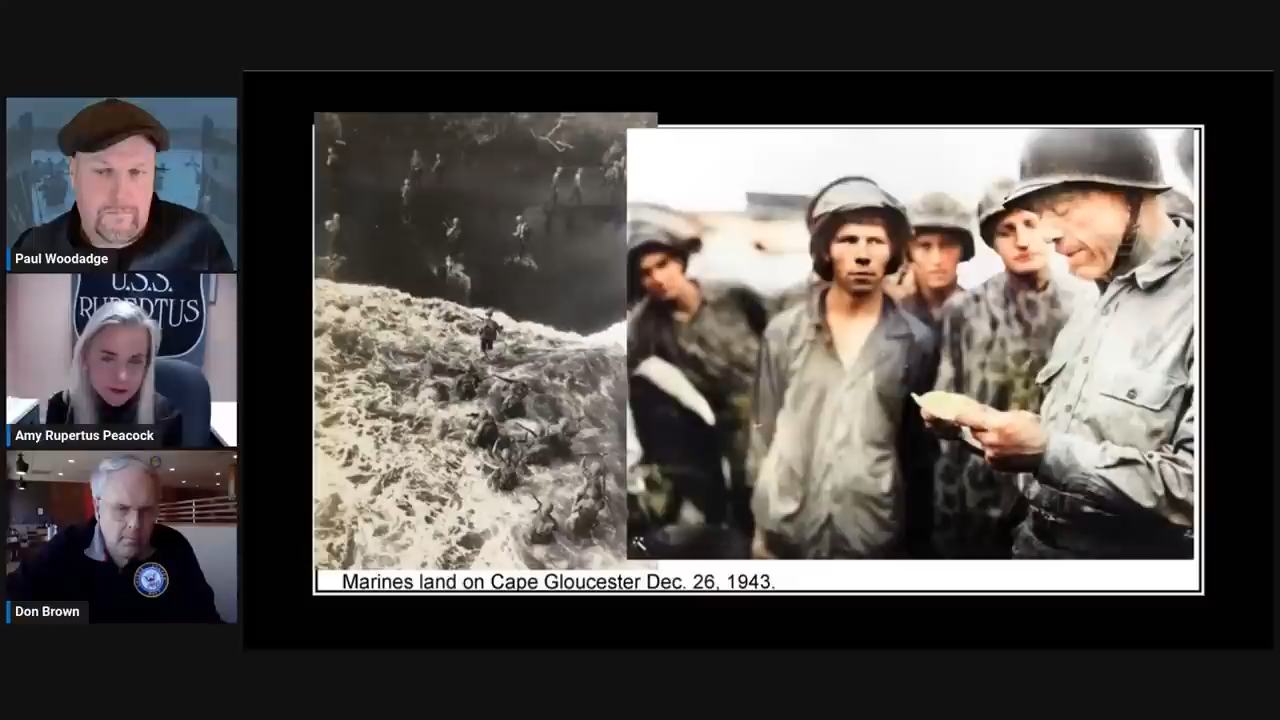 Paul Woodadge
U.S.S.
RUPERTUS
Amy Rupertus Peacock
Don Brown
Marines land on Cape Gloucester Dec. 26, 1943.